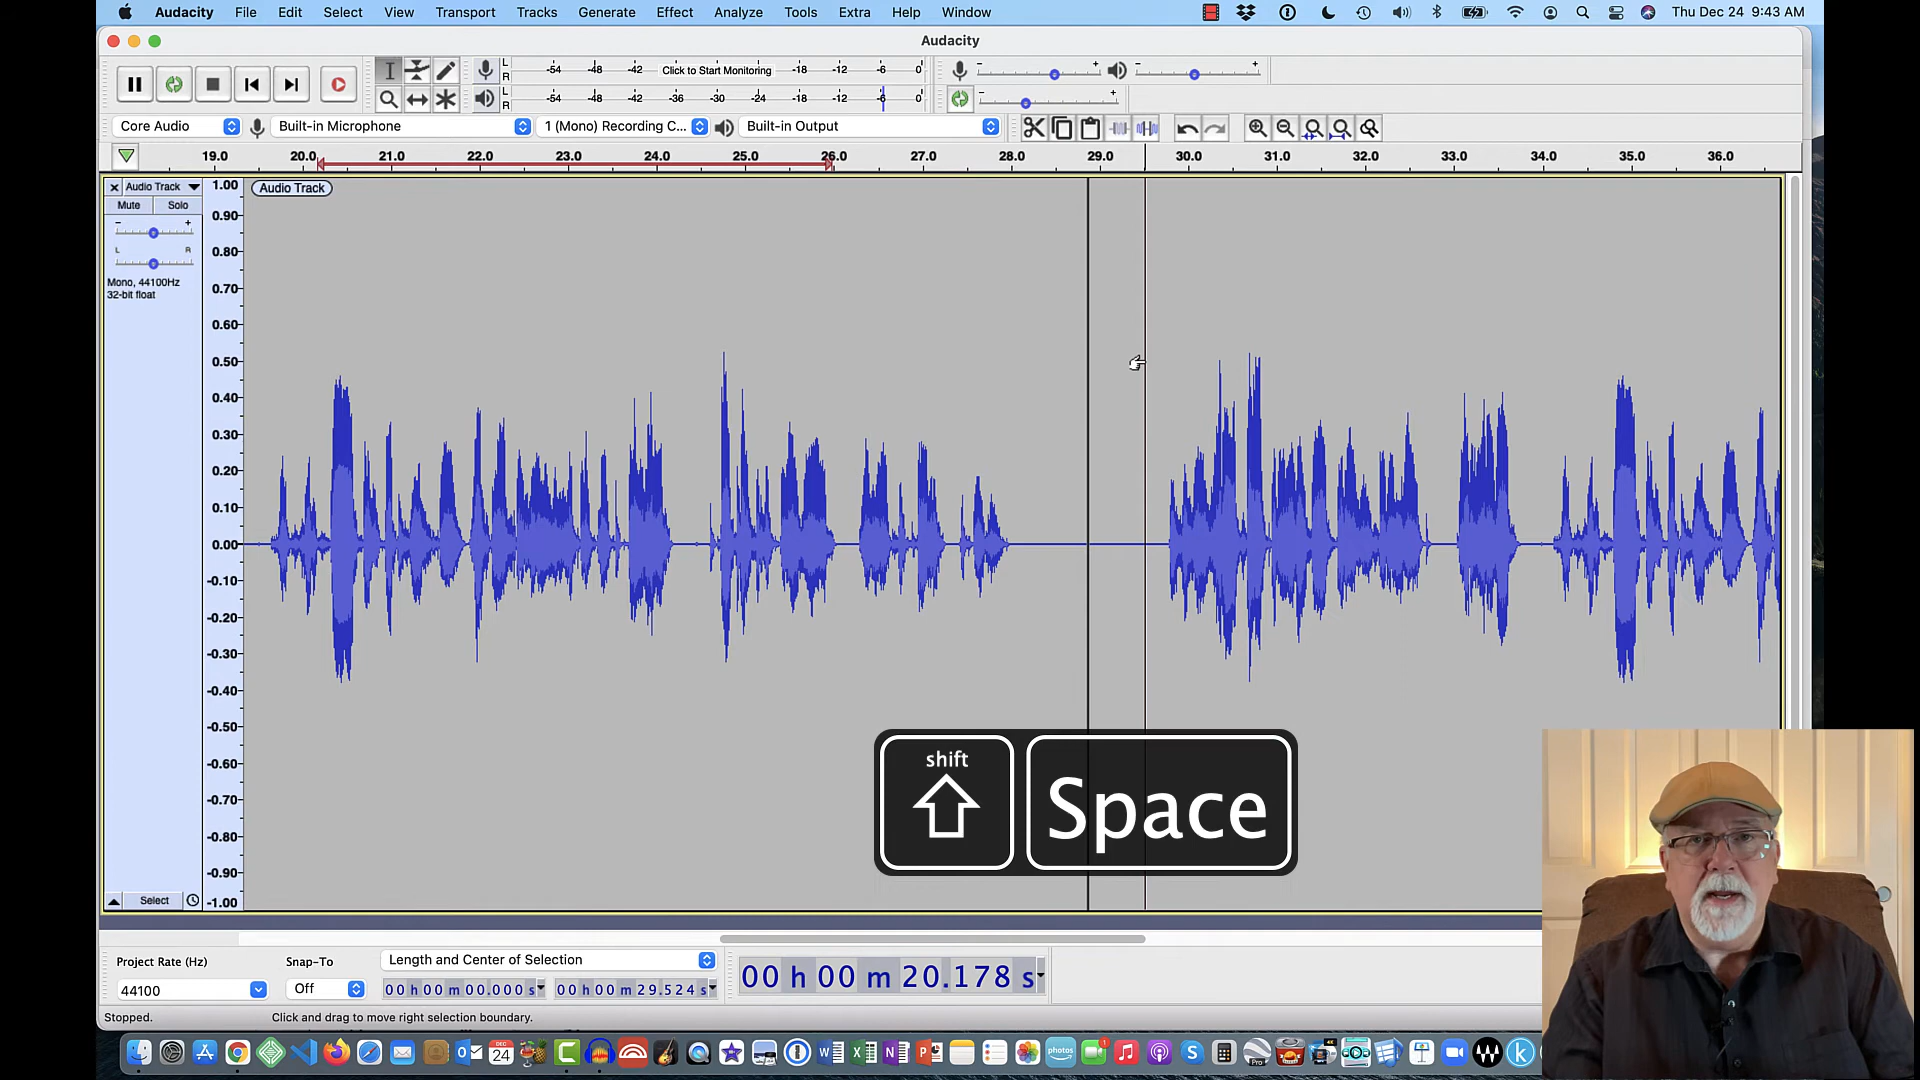 Audacity File Edit Select View Transport Tracks Generate Effect Analyze Tools Extra Help Window Thu Dec 24 9:43 AM
Audacity
L -54 -48 -42 Click to Start Monitoring -18 -12 -6 0 - +  - +
R
L -54 -48 -42 -36 -30 -24 -18 -12 -6 0 - +
R
Core Audio Built-in Microphone 1 (Mono) Recording C... Built-in Output
19.0 20.0 21.0 22.0 23.0 24.0 25.0 26.0 27.0 28.0 29.0 30.0 31.0 32.0 33.0 34.0 35.0 36.0
Audio Track 1.00 Audio Track
Mute Solo
0.90
- +
0.80
L R
0.70
Mono, 44100Hz
32-bit float
0.60
0.50
0.40
0.30
0.20
0.10
0.00
-0.10
-0.20
-0.30
-0.40
-0.50
-0.60
-0.70
-0.80
-0.90
-1.00
Select
shift
Space
Project Rate (Hz) Snap-To Length and Center of Selection
44100 Off 00 h 00 m 00.000 s 00 h 00 m 29.524 s
00 h 00 m 20.178 s
Stopped. Click and drag to move right selection boundary.
DEC
24
photos
1
Pro
4K